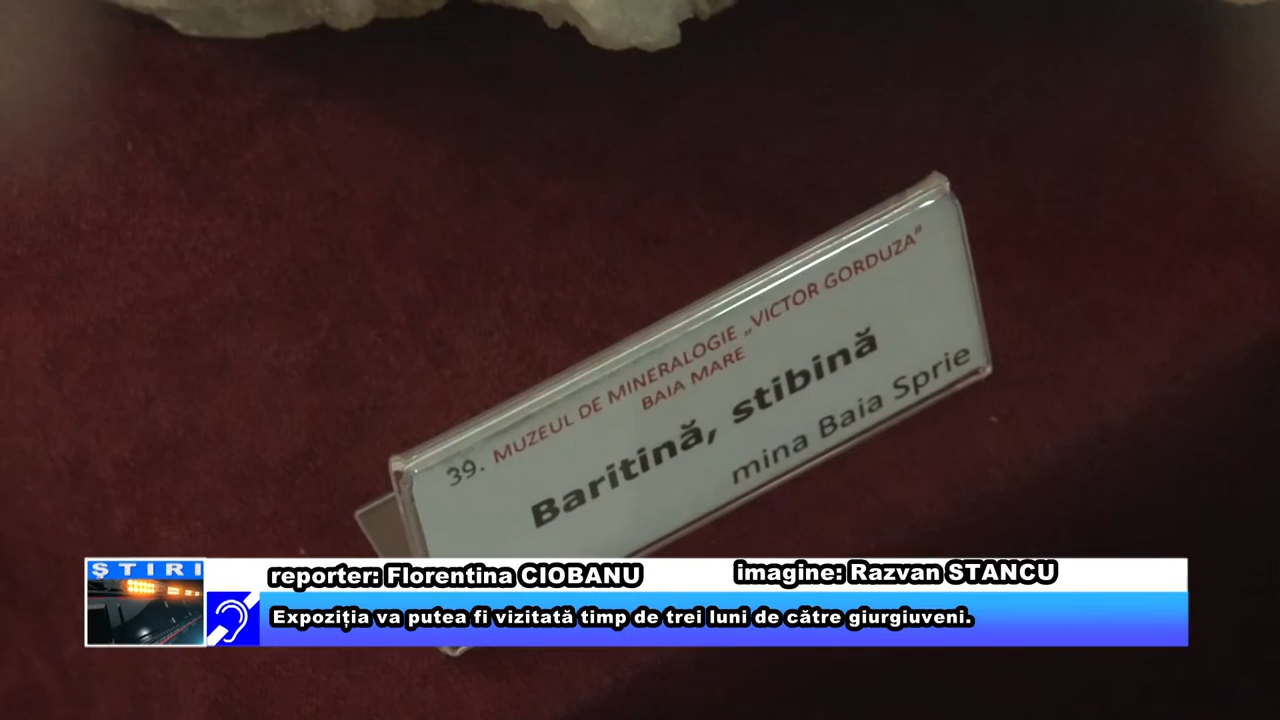 39. MUZEUL DE MINERALOGIE „VICTOR GORDUZA”
BAIA MARE
Baritină, stibină
mina Baia Sprie
ȘTIRI
reporter: Florentina CIOBANU
imagine: Razvan STANCU
Expoziția va putea fi vizitată timp de trei luni de către giurgiuveni.